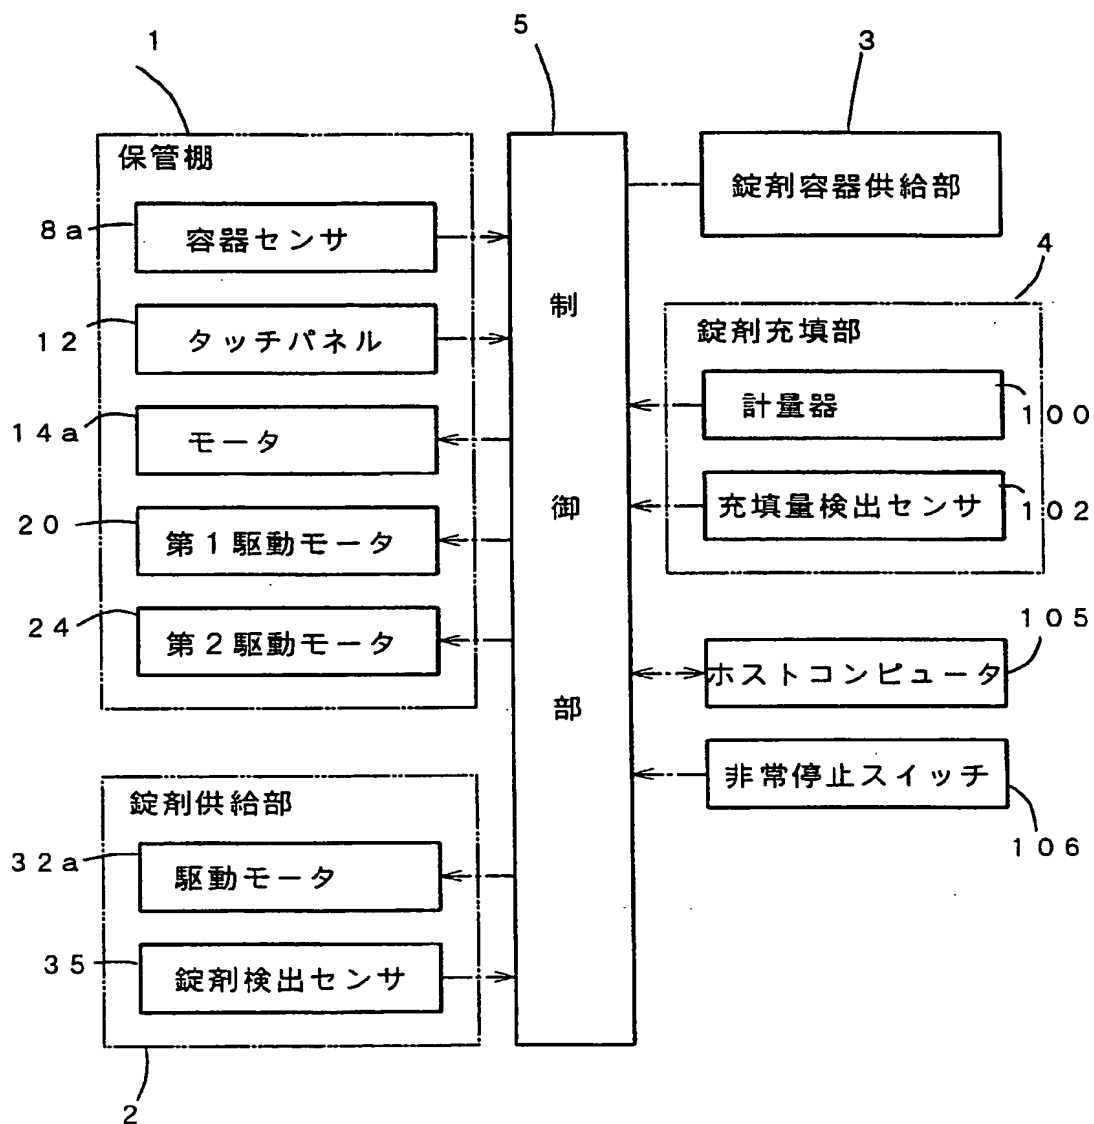 1
5
3
保管棚
8a
容器センサ
12
タッチパネル
14a
モータ
20
第1駆動モータ
24
第2駆動モータ
錠剤供給部
32a
駆動モータ
35
錠剤検出センサ
2
制御部
錠剤容器供給部
4
錠剤充填部
計量器
100
充填量検出センサ
102
105
ホストコンピュータ
非常停止スイッチ
106